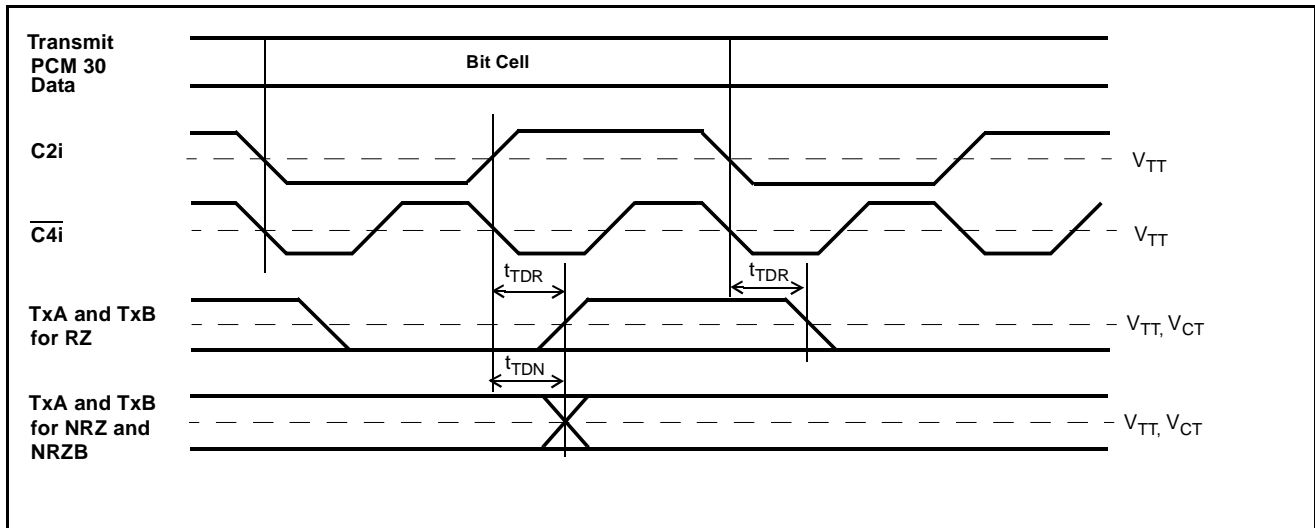 Transmit
PCM 30
Data
Bit Cell
C2i
V_TT
C4i
V_TT
t_TDR
t_TDR
TxA and TxB
for RZ
V_TT, V_CT
t_TDN
TxA and TxB
for NRZ and
NRZB
V_TT, V_CT